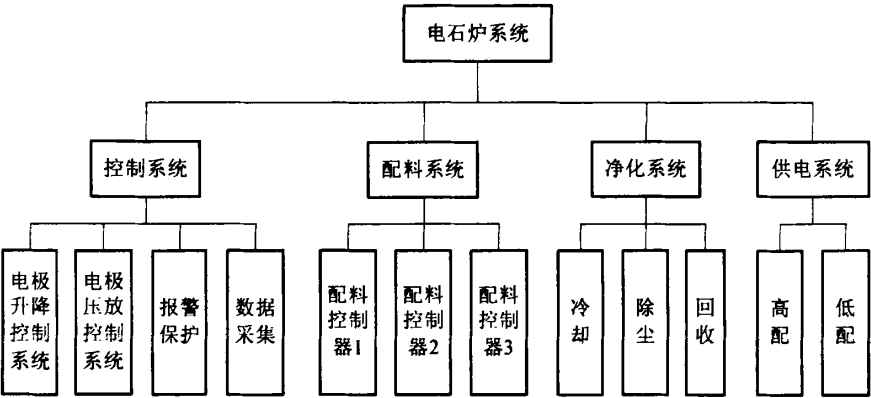 电石炉系统
控制系统
配料系统
净化系统
供电系统
电极
升降
控制
系统
电极
压放
控制
系统
报警
保护
数据
采集
配料
控制
器1
配料
控制
器2
配料
控制
器3
冷
却
除
尘
回
收
高
配
低
配